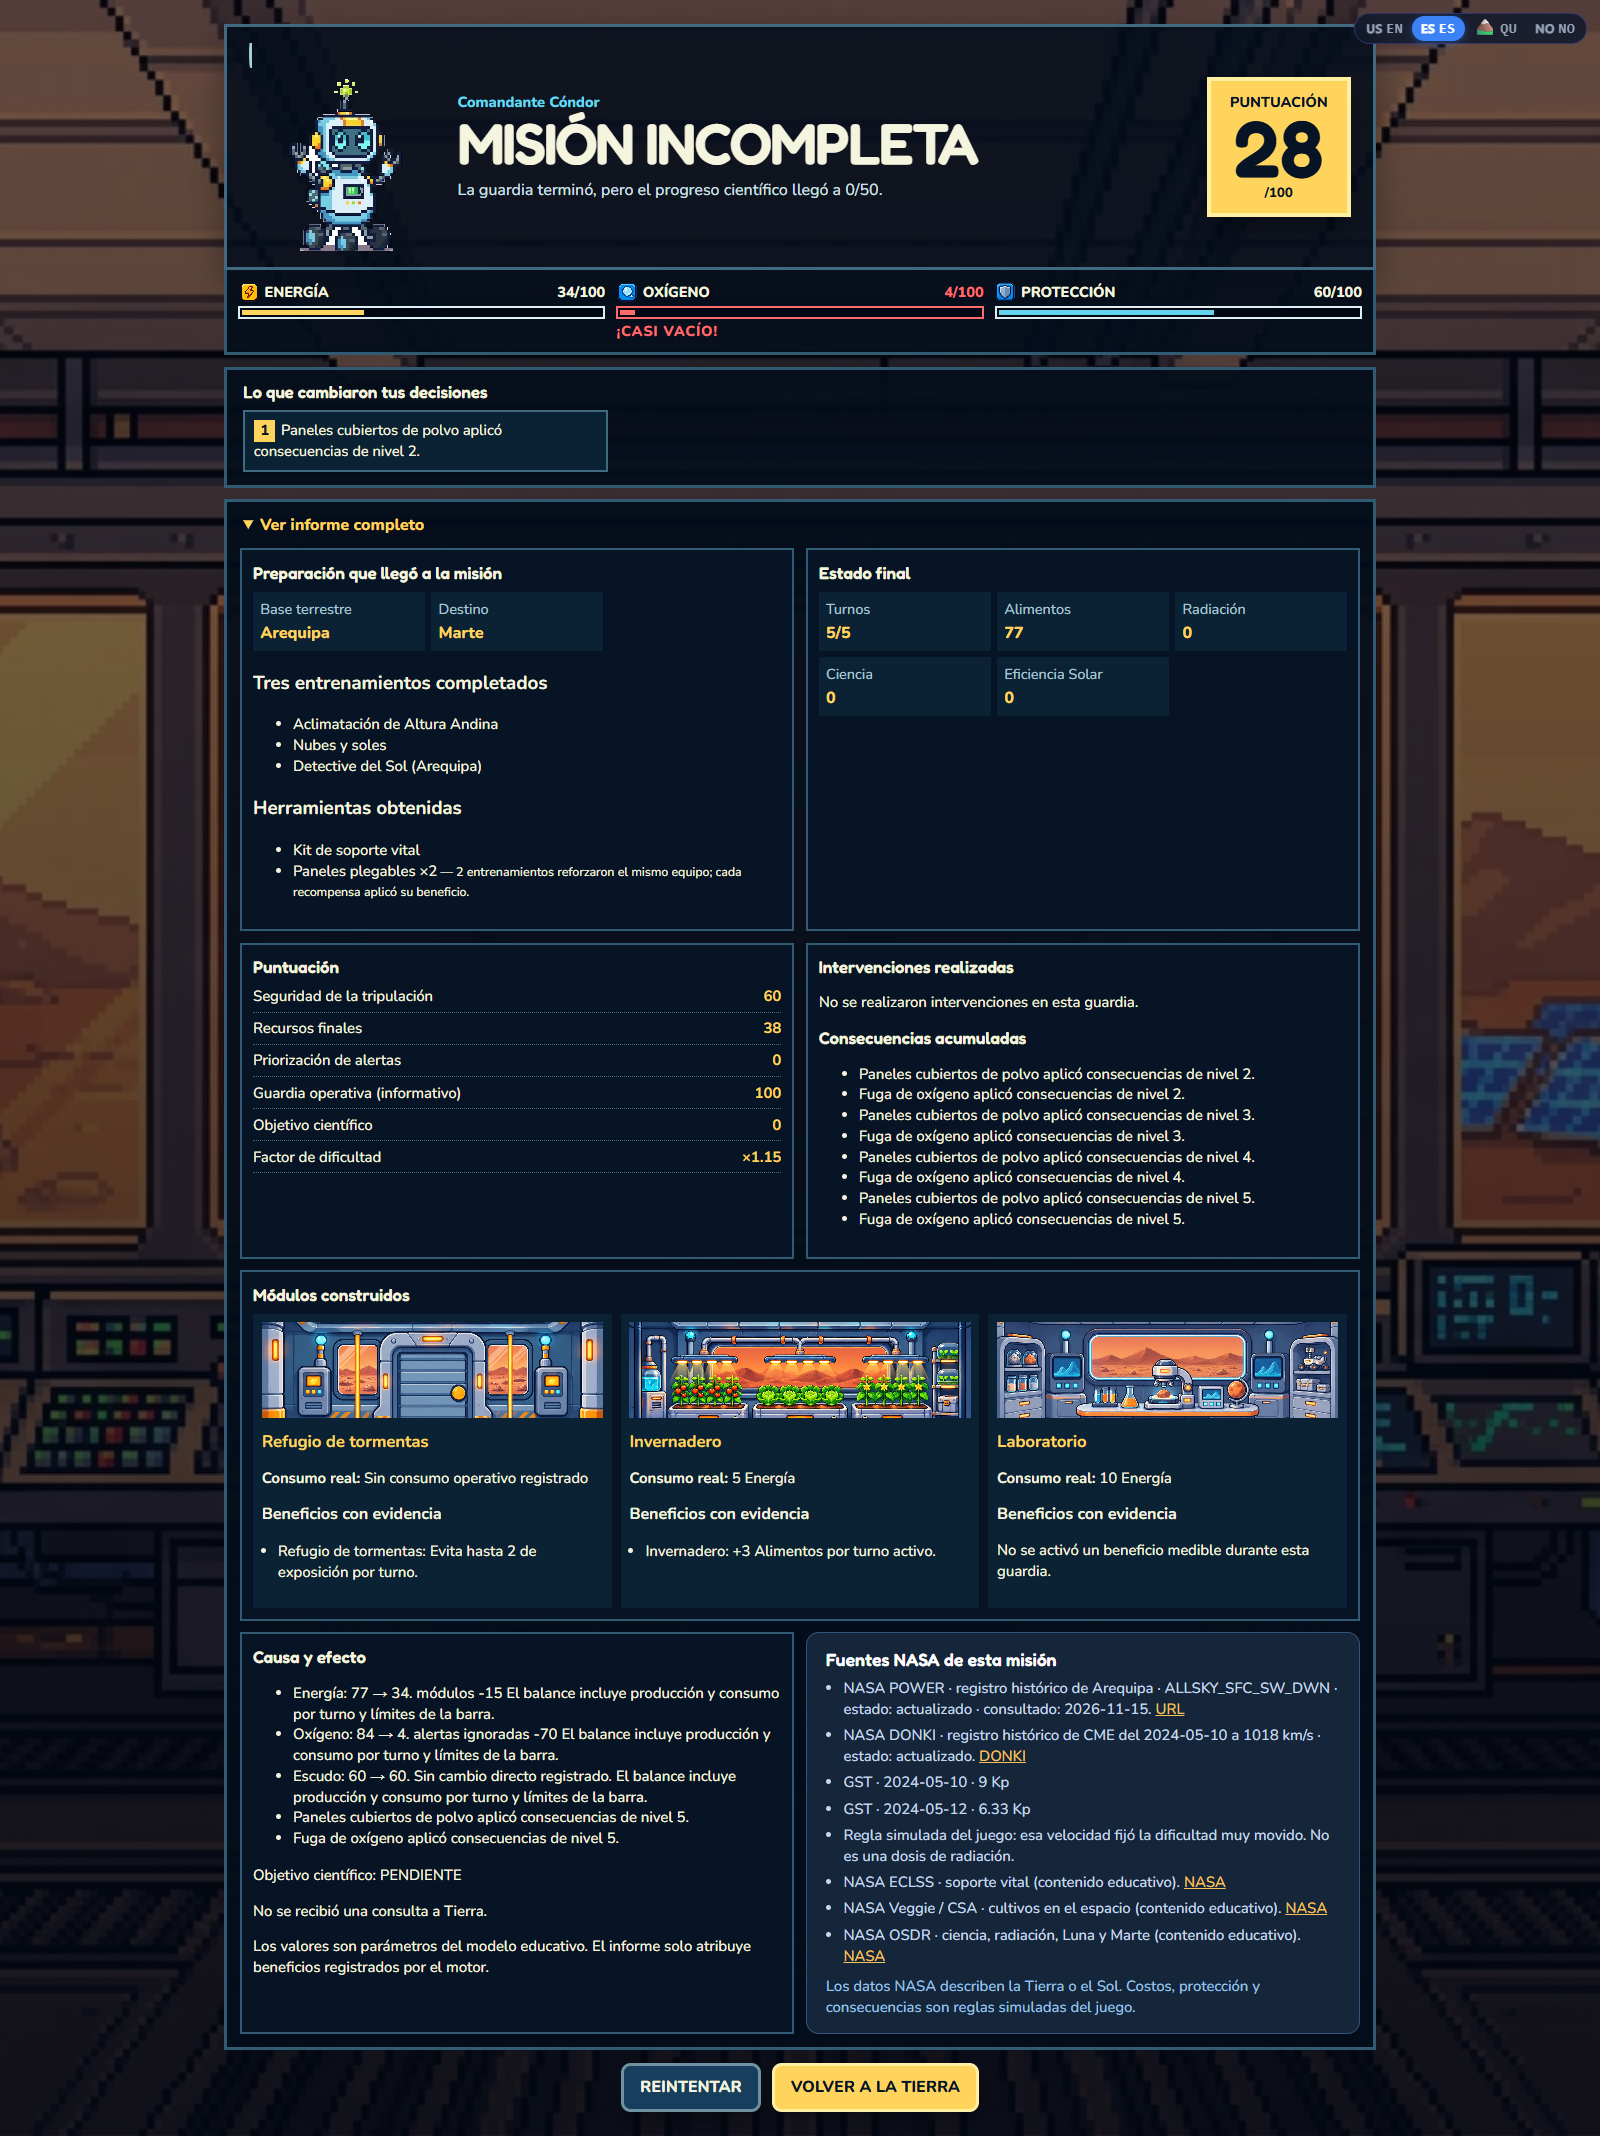 US EN ES ES QU NO NO
Comandante Cóndor
MISIÓN INCOMPLETA
La guardia terminó, pero el progreso científico llegó a 0/50.
PUNTUACIÓN
28
/100
ENERGÍA 34/100
OXÍGENO 4/100
¡CASI VACÍO!
PROTECCIÓN 60/100
Lo que cambiaron tus decisiones
1 Paneles cubiertos de polvo aplicó
consecuencias de nivel 2.
▼ Ver informe completo
Preparación que llegó a la misión
Base terrestre
Arequipa
Destino
Marte
Tres entrenamientos completados
• Aclimatación de Altura Andina
• Nubes y soles
• Detective del Sol (Arequipa)
Herramientas obtenidas
• Kit de soporte vital
• Paneles plegables ×2 — 2 entrenamientos reforzaron el mismo equipo; cada
recompensa aplicó su beneficio.
Estado final
Turnos
5/5
Alimentos
77
Radiación
0
Ciencia
0
Eficiencia Solar
0
Puntuación
Seguridad de la tripulación 60
Recursos finales 38
Priorización de alertas 0
Guardia operativa (informativo) 100
Objetivo científico 0
Factor de dificultad ×1.15
Intervenciones realizadas
No se realizaron intervenciones en esta guardia.
Consecuencias acumuladas
• Paneles cubiertos de polvo aplicó consecuencias de nivel 2.
• Fuga de oxígeno aplicó consecuencias de nivel 2.
• Paneles cubiertos de polvo aplicó consecuencias de nivel 3.
• Fuga de oxígeno aplicó consecuencias de nivel 3.
• Paneles cubiertos de polvo aplicó consecuencias de nivel 4.
• Fuga de oxígeno aplicó consecuencias de nivel 4.
• Paneles cubiertos de polvo aplicó consecuencias de nivel 5.
• Fuga de oxígeno aplicó consecuencias de nivel 5.
Módulos construidos
Refugio de tormentas
Consumo real: Sin consumo operativo registrado
Beneficios con evidencia
• Refugio de tormentas: Evita hasta 2 de
exposición por turno.
Invernadero
Consumo real: 5 Energía
Beneficios con evidencia
• Invernadero: +3 Alimentos por turno activo.
Laboratorio
Consumo real: 10 Energía
Beneficios con evidencia
No se activó un beneficio medible durante esta
guardia.
Causa y efecto
• Energía: 77 → 34. módulos -15 El balance incluye producción y consumo
por turno y límites de la barra.
• Oxígeno: 84 → 4. alertas ignoradas -70 El balance incluye producción y
consumo por turno y límites de la barra.
• Escudo: 60 → 60. Sin cambio directo registrado. El balance incluye
producción y consumo por turno y límites de la barra.
• Paneles cubiertos de polvo aplicó consecuencias de nivel 5.
• Fuga de oxígeno aplicó consecuencias de nivel 5.
Objetivo científico: PENDIENTE
No se recibió una consulta a Tierra.
Los valores son parámetros del modelo educativo. El informe solo atribuye
beneficios registrados por el motor.
Fuentes NASA de esta misión
• NASA POWER · registro histórico de Arequipa · ALLSKY_SFC_SW_DWN ·
estado: actualizado · consultado: 2026-11-15. URL
• NASA DONKI · registro histórico de CME del 2024-05-10 a 1018 km/s ·
estado: actualizado. DONKI
• GST · 2024-05-10 · 9 Kp
• GST · 2024-05-12 · 6.33 Kp
• Regla simulada del juego: esa velocidad fijó la dificultad muy movido. No
es una dosis de radiación.
• NASA ECLSS · soporte vital (contenido educativo). NASA
• NASA Veggie / CSA · cultivos en el espacio (contenido educativo). NASA
• NASA OSDR · ciencia, radiación, Luna y Marte (contenido educativo).
NASA
Los datos NASA describen la Tierra o el Sol. Costos, protección y
consecuencias son reglas simuladas del juego.
REINTENTAR
VOLVER A LA TIERRA